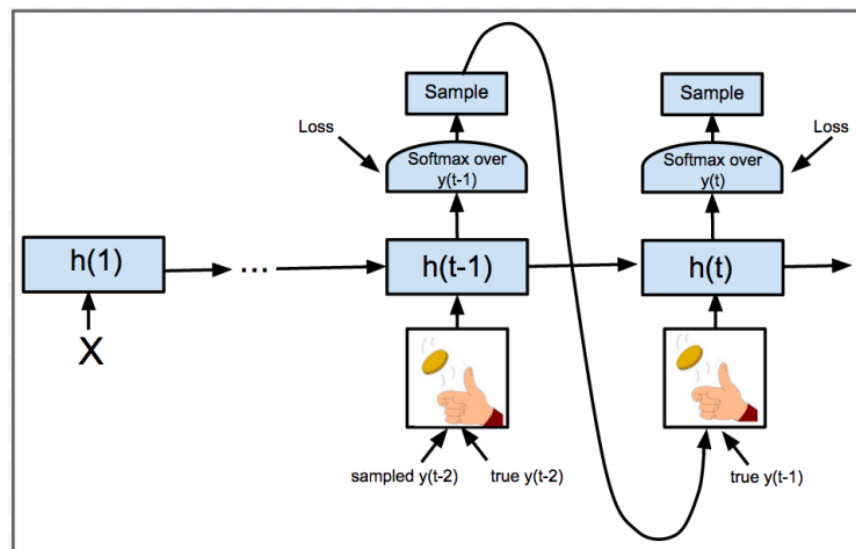 Sample
Sample
Loss
Loss
Softmax over
y(t-1)
Softmax over
y(t)
h(1)
...
h(t-1)
h(t)
X
sampled y(t-2)
true y(t-2)
true y(t-1)